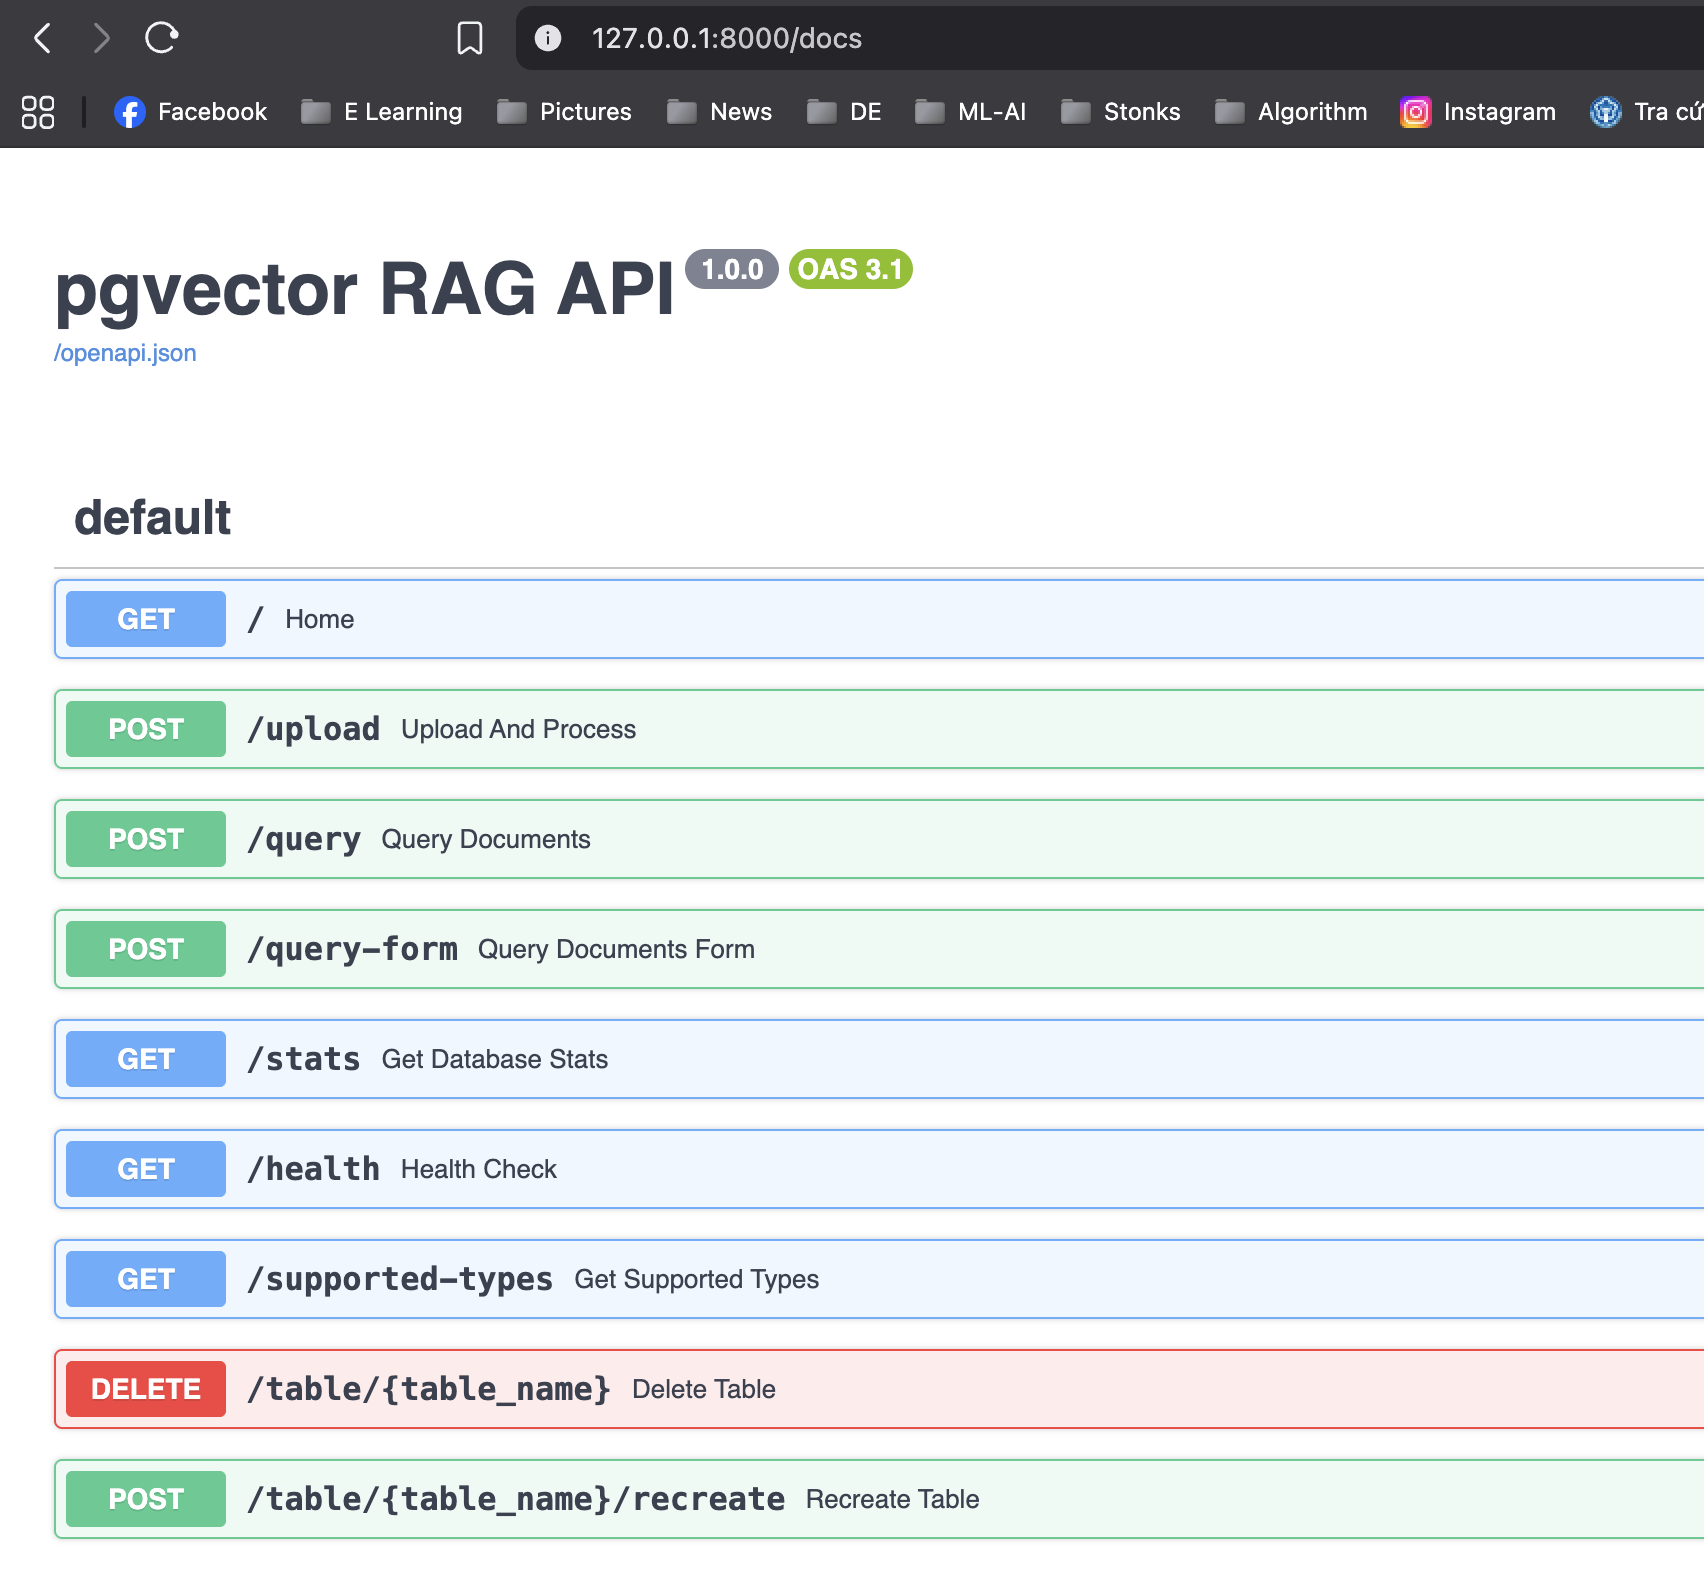 127.0.0.1:8000/docs
Facebook E Learning Pictures News DE ML-AI Stonks Algorithm Instagram Tra
pgvector RAG API 1.0.0 OAS 3.1
/openapi.json
default
GET / Home
POST /upload Upload And Process
POST /query Query Documents
POST /query-form Query Documents Form
GET /stats Get Database Stats
GET /health Health Check
GET /supported-types Get Supported Types
DELETE /table/{table_name} Delete Table
POST /table/{table_name}/recreate Recreate Table